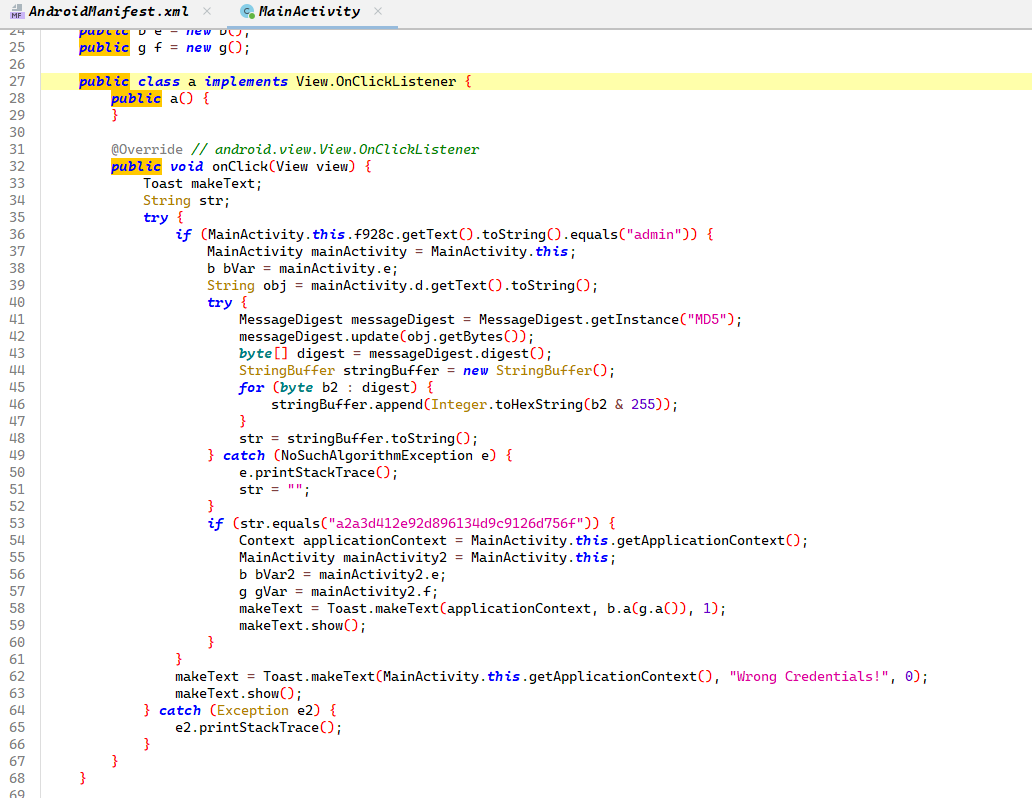 AndroidManifest.xml × MainActivity ×
24 public b e = new b();
25 public g f = new g();
26
27 public class a implements View.OnClickListener {
28 public a() {
29 }
30
31 @Override // android.view.View.OnClickListener
32 public void onClick(View view) {
33 Toast makeText;
34 String str;
35 try {
36 if (MainActivity.this.f928c.getText().toString().equals("admin")) {
37 MainActivity mainActivity = MainActivity.this;
38 b bVar = mainActivity.e;
39 String obj = mainActivity.d.getText().toString();
40 try {
41 MessageDigest messageDigest = MessageDigest.getInstance("MD5");
42 messageDigest.update(obj.getBytes());
43 byte[] digest = messageDigest.digest();
44 StringBuffer stringBuffer = new StringBuffer();
45 for (byte b2 : digest) {
46 stringBuffer.append(Integer.toHexString(b2 & 255));
47 }
48 str = stringBuffer.toString();
49 } catch (NoSuchAlgorithmException e) {
50 e.printStackTrace();
51 str = "";
52 }
53 if (str.equals("a2a3d412e92d896134d9c9126d756f")) {
54 Context applicationContext = MainActivity.this.getApplicationContext();
55 MainActivity mainActivity2 = MainActivity.this;
56 b bVar2 = mainActivity2.e;
57 g gVar = mainActivity2.f;
58 makeText = Toast.makeText(applicationContext, b.a(g.a()), 1);
59 makeText.show();
60 }
61 }
62 makeText = Toast.makeText(MainActivity.this.getApplicationContext(), "Wrong Credentials!", 0);
63 makeText.show();
64 } catch (Exception e2) {
65 e2.printStackTrace();
66 }
67 }
68 }
69